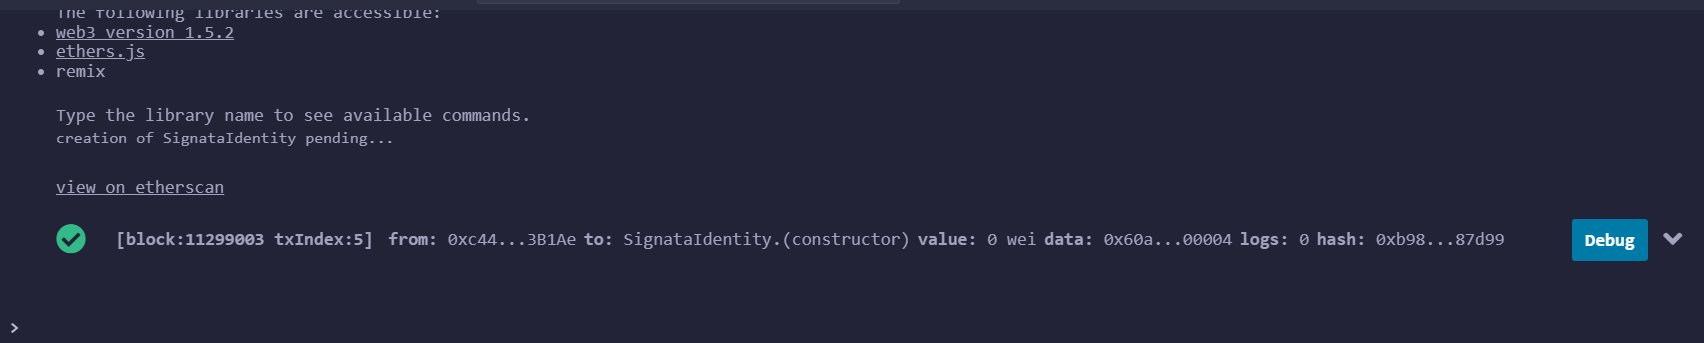 The following libraries are accessible:
• web3 version 1.5.2
• ethers.js
• remix
Type the library name to see available commands.
creation of SignataIdentity pending...
view on etherscan
[block:11299003 txIndex:5] from: 0xc44...3B1Ae to: SignataIdentity.(constructor) value: 0 wei data: 0x60a...00004 logs: 0 hash: 0xb98...87d99 Debug
>